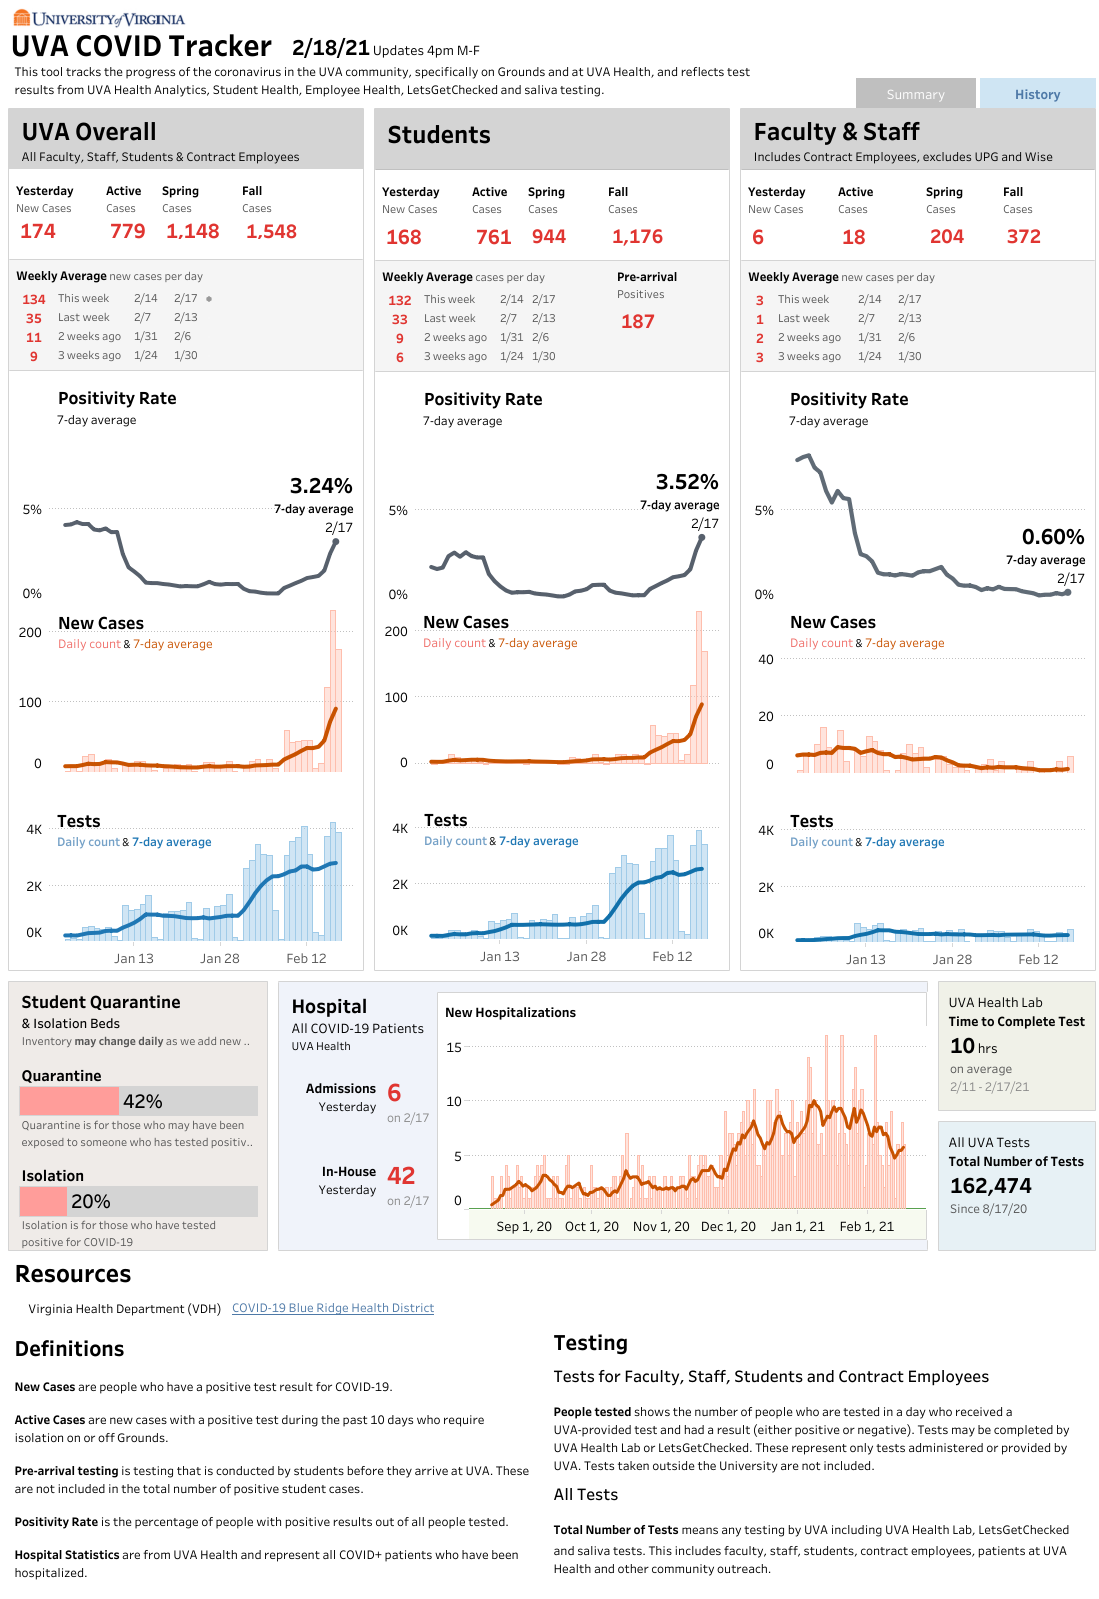 UNIVERSITY of VIRGINIA
UVA COVID Tracker 2/18/21 Updates 4pm M-F
This tool tracks the progress of the coronavirus in the UVA community, specifically on Grounds and at UVA Health, and reflects test
results from UVA Health Analytics, Student Health, Employee Health, LetsGetChecked and saliva testing.
Summary
History
UVA Overall
All Faculty, Staff, Students & Contract Employees
Yesterday Active Spring Fall
New Cases Cases Cases Cases
174 779 1,148 1,548
Weekly Average new cases per day
134 This week 2/14 2/17
35 Last week 2/7 2/13
11 2 weeks ago 1/31 2/6
9 3 weeks ago 1/24 1/30
Positivity Rate
7-day average
3.24%
7-day average
2/17
5%
0%
New Cases
Daily count & 7-day average
200
100
0
Tests
Daily count & 7-day average
4K
2K
0K
Jan 13 Jan 28 Feb 12
Students
Yesterday Active Spring Fall
New Cases Cases Cases Cases
168 761 944 1,176
Weekly Average cases per day
132 This week 2/14 2/17
33 Last week 2/7 2/13
9 2 weeks ago 1/31 2/6
6 3 weeks ago 1/24 1/30
Pre-arrival
Positives
187
Positivity Rate
7-day average
3.52%
7-day average
2/17
5%
0%
New Cases
Daily count & 7-day average
200
100
0
Tests
Daily count & 7-day average
4K
2K
0K
Jan 13 Jan 28 Feb 12
Faculty & Staff
Includes Contract Employees, excludes UPG and Wise
Yesterday Active Spring Fall
New Cases Cases Cases Cases
6 18 204 372
Weekly Average new cases per day
3 This week 2/14 2/17
1 Last week 2/7 2/13
2 2 weeks ago 1/31 2/6
3 3 weeks ago 1/24 1/30
Positivity Rate
7-day average
5%
0.60%
7-day average
2/17
0%
New Cases
Daily count & 7-day average
40
20
0
Tests
Daily count & 7-day average
4K
2K
0K
Jan 13 Jan 28 Feb 12
Student Quarantine
& Isolation Beds
Inventory may change daily as we add new ..
Quarantine
42%
Quarantine is for those who may have been
exposed to someone who has tested positiv..
Isolation
20%
Isolation is for those who have tested
positive for COVID-19
Hospital
All COVID-19 Patients
UVA Health
Admissions 6
Yesterday on 2/17
In-House 42
Yesterday on 2/17
New Hospitalizations
15
10
5
0
Sep 1, 20 Oct 1, 20 Nov 1, 20 Dec 1, 20 Jan 1, 21 Feb 1, 21
UVA Health Lab
Time to Complete Test
10 hrs
on average
2/11 - 2/17/21
All UVA Tests
Total Number of Tests
162,474
Since 8/17/20
Resources
Virginia Health Department (VDH) COVID-19 Blue Ridge Health District
Definitions
New Cases are people who have a positive test result for COVID-19.
Active Cases are new cases with a positive test during the past 10 days who require
isolation on or off Grounds.
Pre-arrival testing is testing that is conducted by students before they arrive at UVA. These
are not included in the total number of positive student cases.
Positivity Rate is the percentage of people with positive results out of all people tested.
Hospital Statistics are from UVA Health and represent all COVID+ patients who have been
hospitalized.
Testing
Tests for Faculty, Staff, Students and Contract Employees
People tested shows the number of people who are tested in a day who received a
UVA-provided test and had a result (either positive or negative). Tests may be completed by
UVA Health Lab or LetsGetChecked. These represent only tests administered or provided by
UVA. Tests taken outside the University are not included.
All Tests
Total Number of Tests means any testing by UVA including UVA Health Lab, LetsGetChecked
and saliva tests. This includes faculty, staff, students, contract employees, patients at UVA
Health and other community outreach.